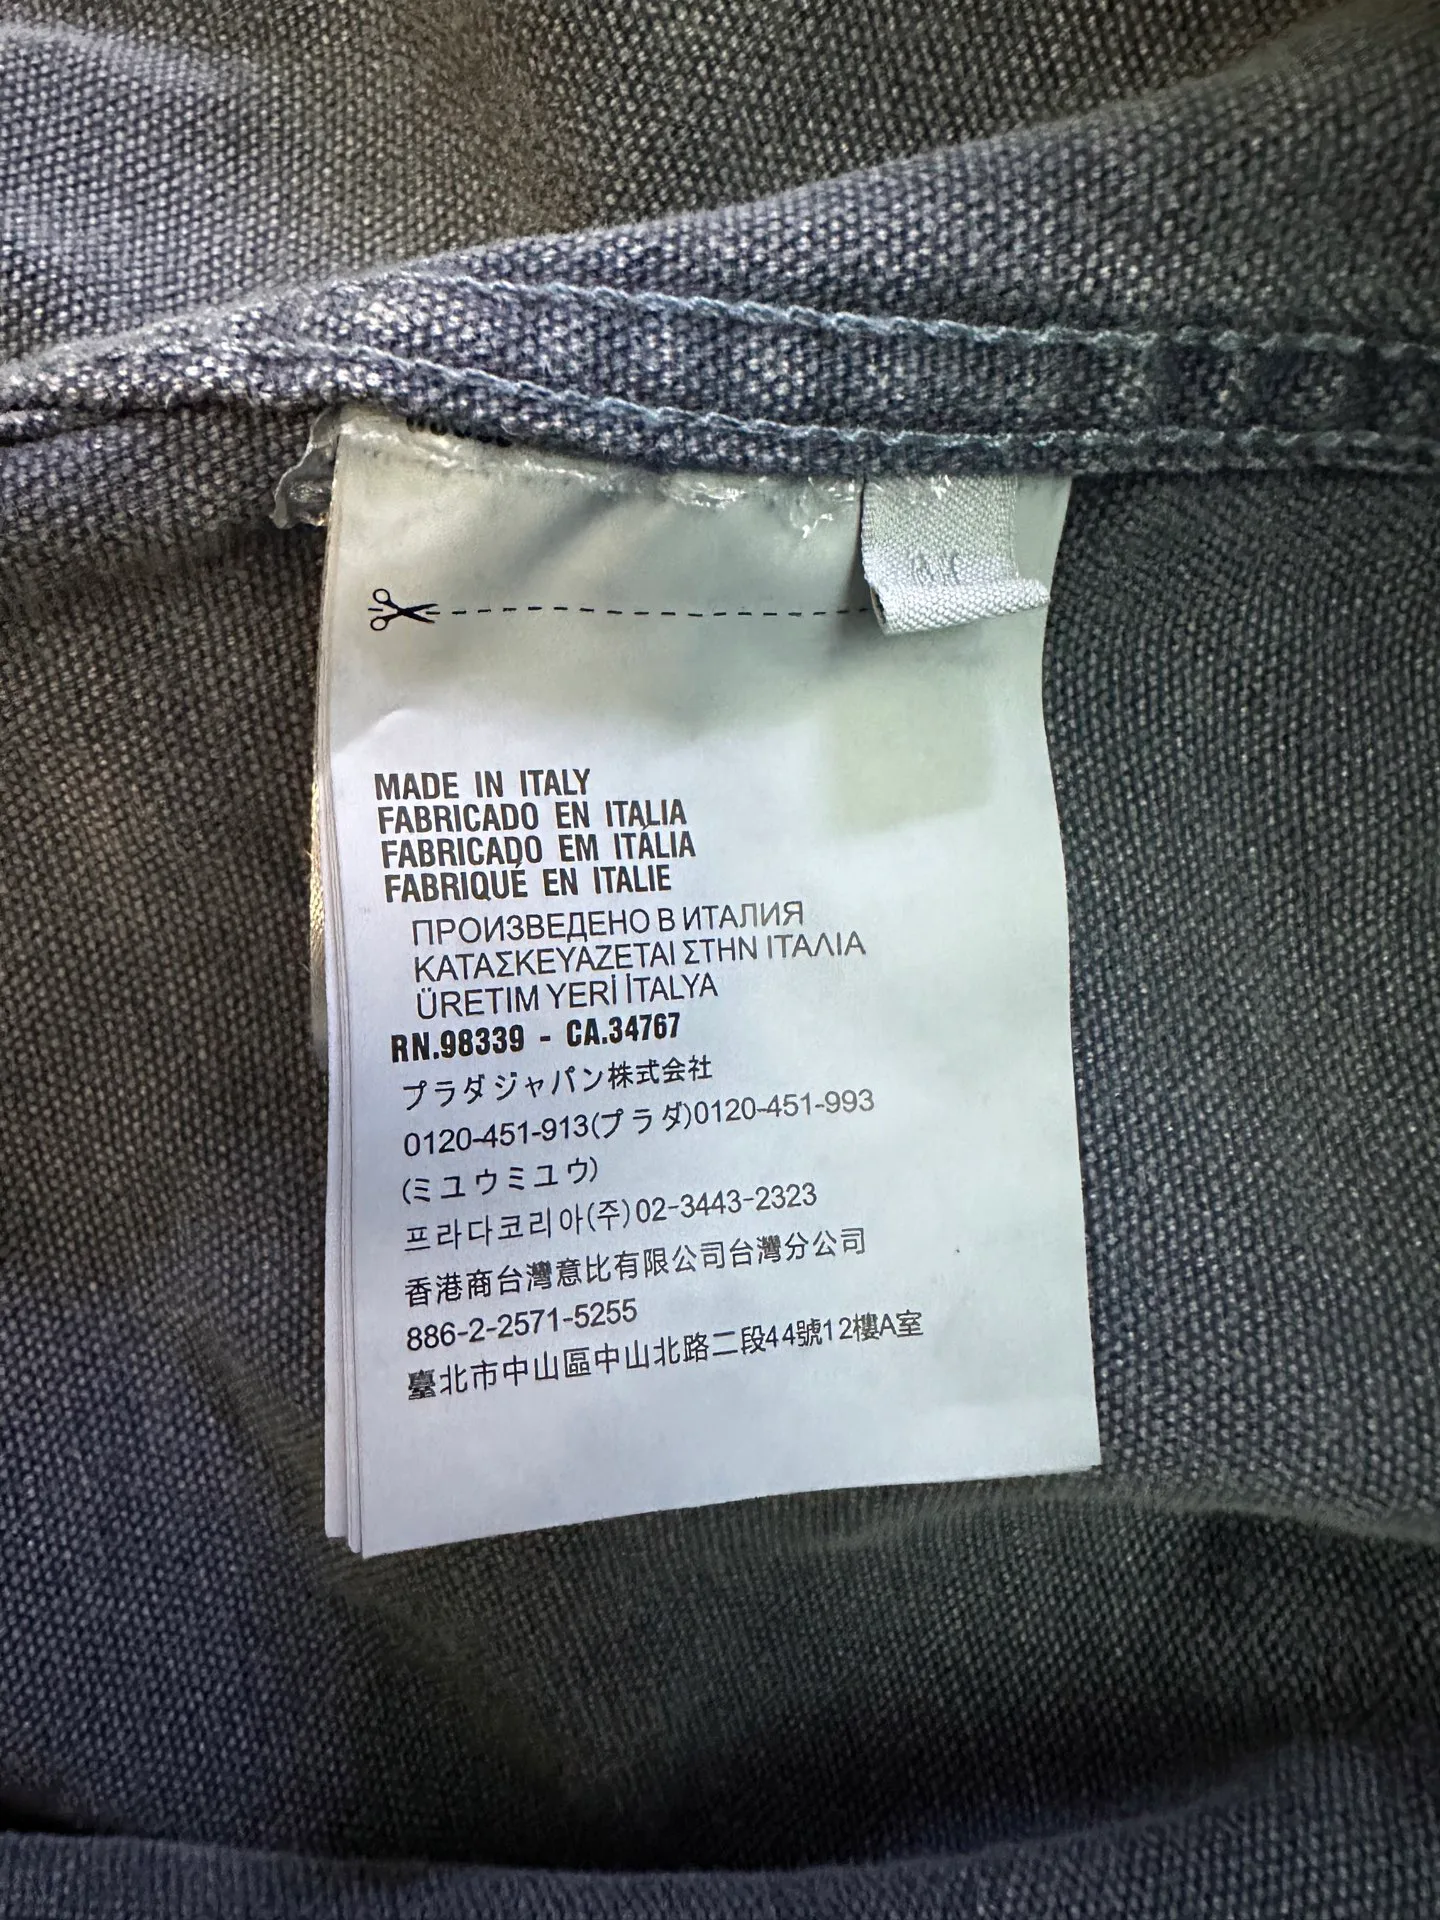 MADE IN ITALY
FABRICADO EN ITALIA
FABRICADO EM ITÁLIA
FABRIQUÉ EN ITALIE
ПРОИЗВЕДЕНО В ИТАЛИЯ
ΚΑΤΑΣΚΕΥΑΖΕΤΑΙ ΣΤΗΝ ΙΤΑΛΙΑ
ÜRETIM YERİ İTALYA
RN.98339 - CA.34767
プラダジャパン株式会社
0120-451-913(プラダ)0120-451-993
(ミユウミユウ)
프라다코리아(주)02-3443-2323
香港商台灣意比有限公司台灣分公司
886-2-2571-5255
臺北市中山區中山北路二段44號12樓A室